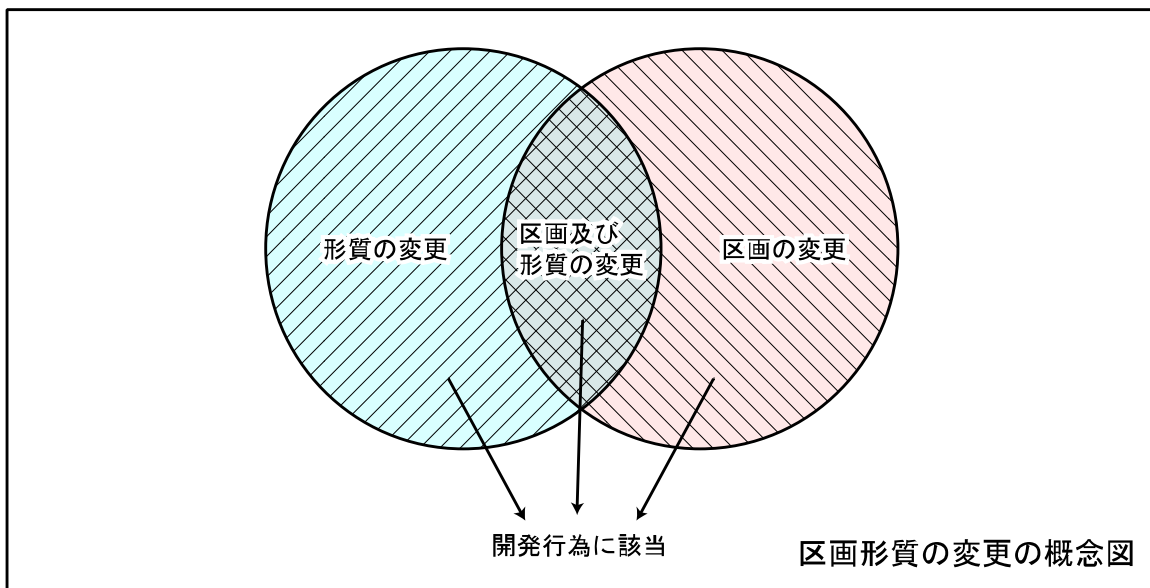 形質の変更
区画及び
形質の変更
区画の変更
開発行為に該当
区画形質の変更の概念図